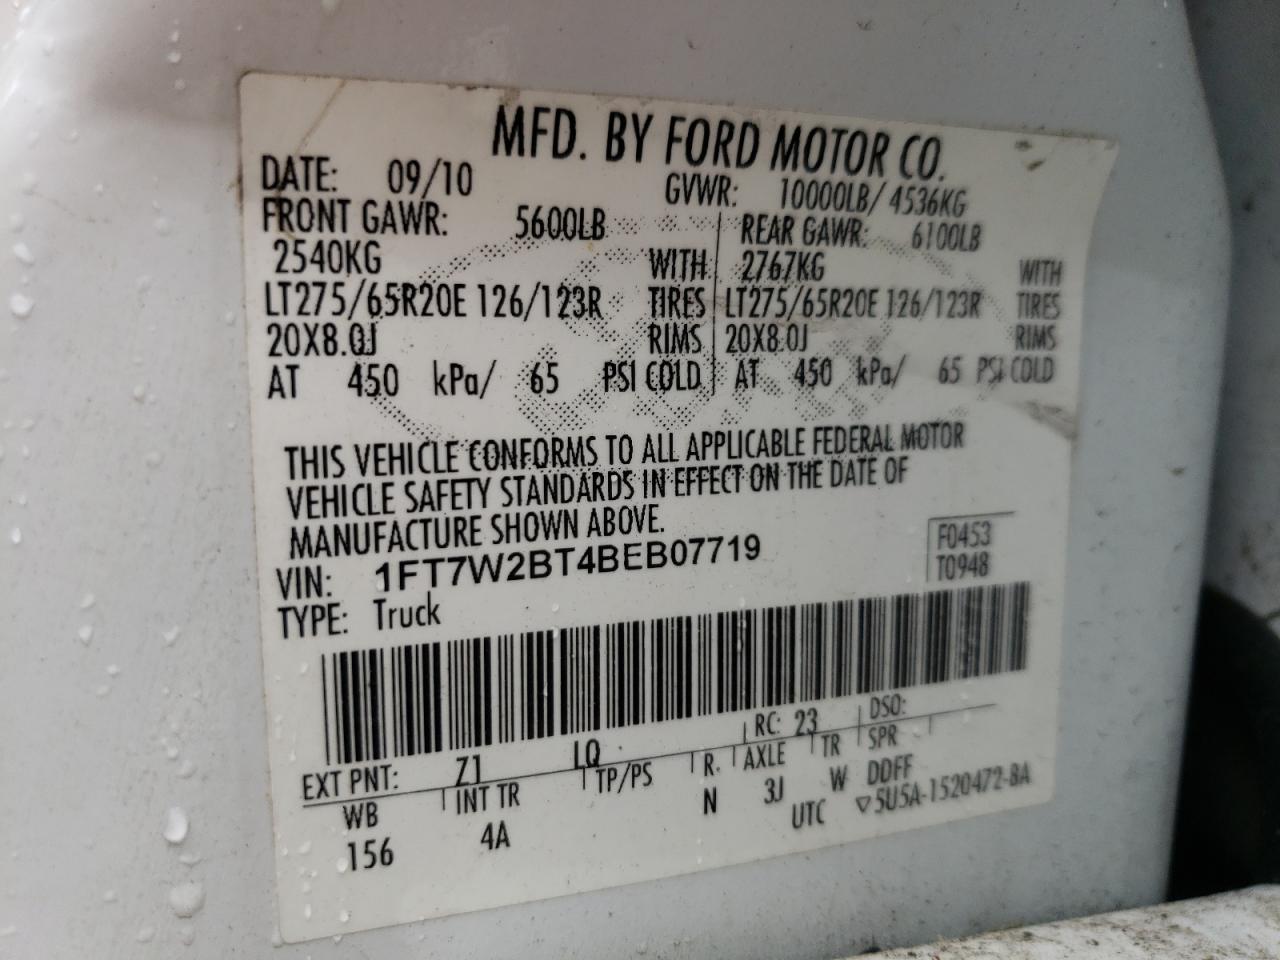 MFD. BY FORD MOTOR CO.
DATE: 09/10 GVWR: 10000LB/ 4536KG
FRONT GAWR: 5600LB REAR GAWR: 6100LB
2540KG WITH 2767KG WITH
LT275/65R20E 126/123R TIRES LT275/65R20E 126/123R TIRES
20X8.0J RIMS 20X8.0J RIMS
AT 450 kPa/ 65 PSI COLD AT 450 kPa/ 65 PSI COLD
THIS VEHICLE CONFORMS TO ALL APPLICABLE FEDERAL MOTOR
VEHICLE SAFETY STANDARDS IN EFFECT ON THE DATE OF
MANUFACTURE SHOWN ABOVE.
F0453
VIN: 1FT7W2BT4BEB07719 T0948
TYPE: Truck
EXT PNT: Z1 LQ RC: 23 DSO:
WB INT TR TP/PS R. AXLE TR SPR
156 4A N 3J W DDFF
UTC ▽5U5A-1520472-BA